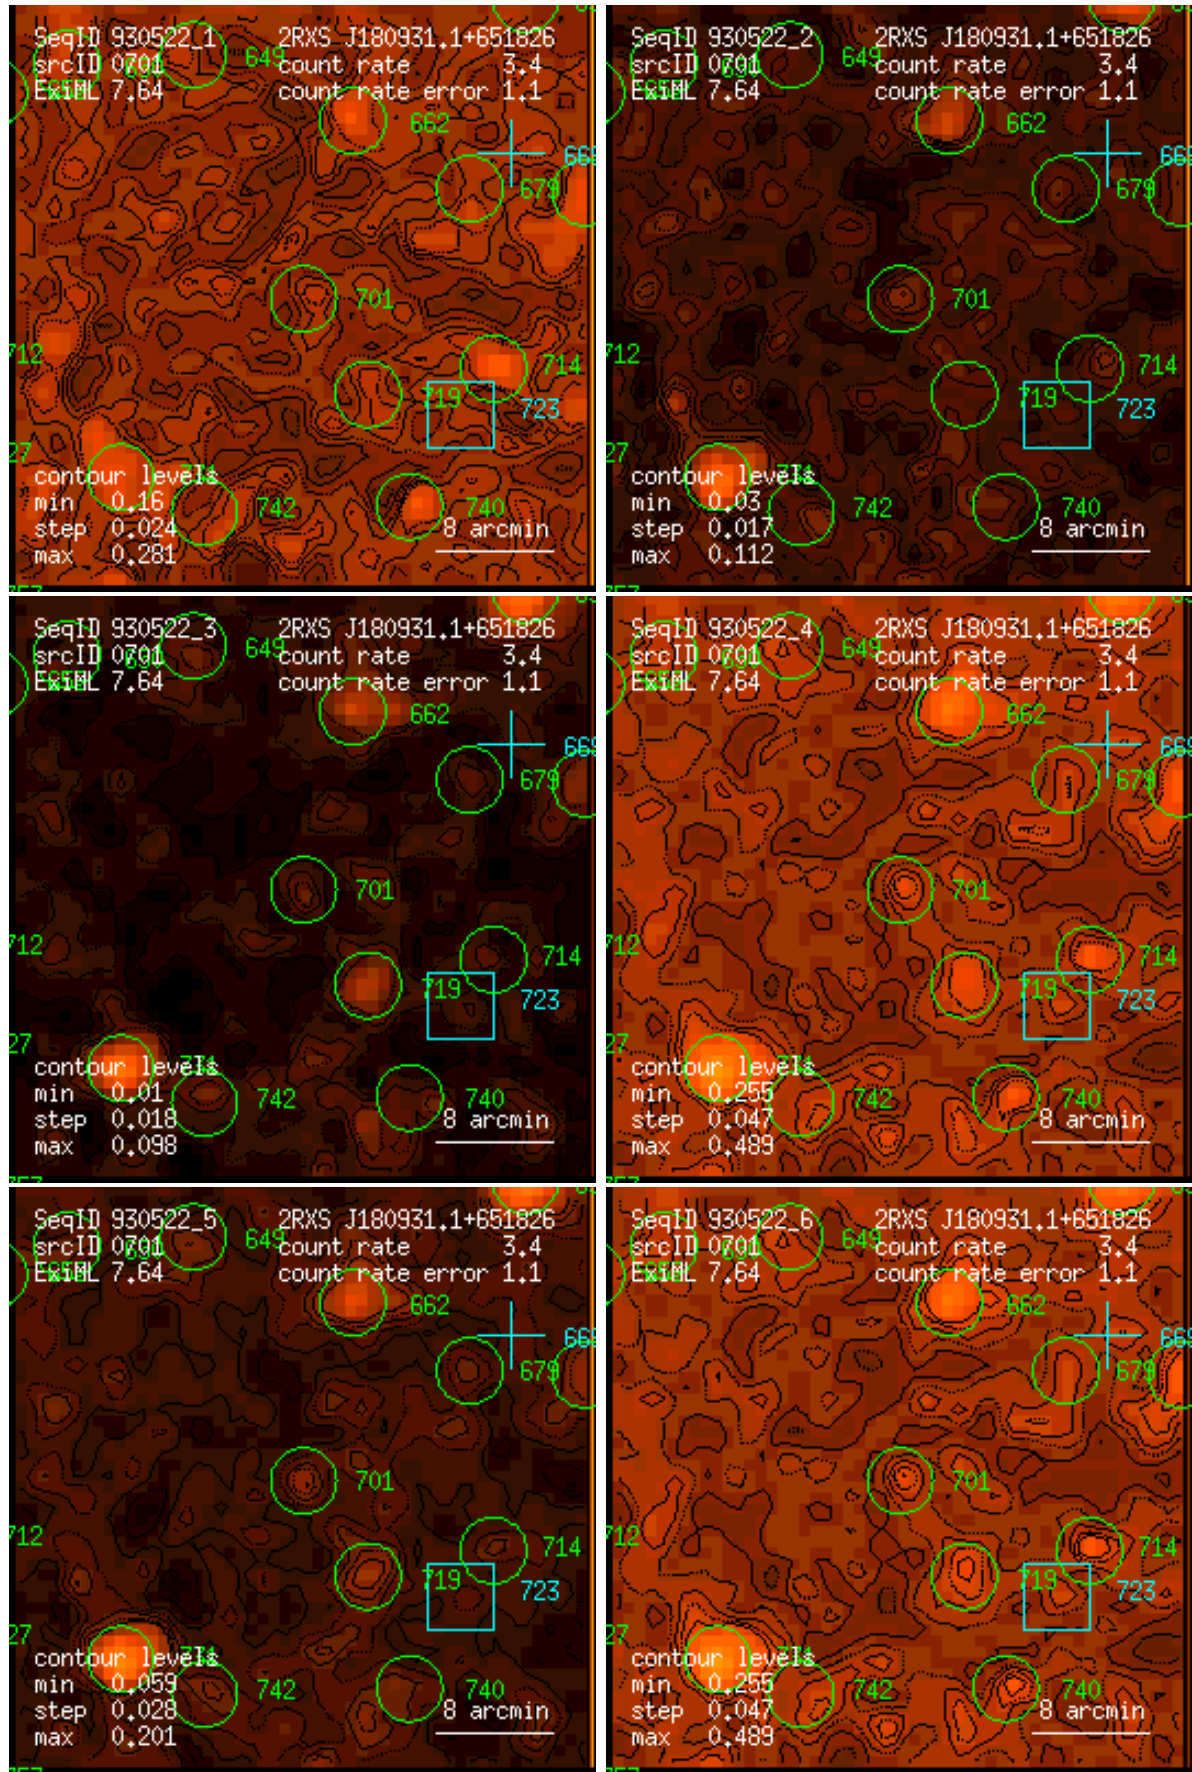 SeqID 930522_1 649 2RXS J180931.1+651826
srcID 0701 count rate 3.4
ExiML 7.64 count rate error 1.1
662
669
679
701
712
714
719
723
27
contour levels
min 0.16
step 0.024
max 0.281
742
740
8 arcmin
SeqID 930522_2 649 2RXS J180931.1+651826
srcID 0701 count rate 3.4
ExiML 7.64 count rate error 1.1
662
669
679
701
712
714
719
723
27
contour levels
min 0.03
step 0.017
max 0.112
742
740
8 arcmin
SeqID 930522_3 649 2RXS J180931.1+651826
srcID 0701 count rate 3.4
ExiML 7.64 count rate error 1.1
662
669
679
701
712
714
719
723
27
contour levels
min 0.01
step 0.018
max 0.098
742
740
8 arcmin
SeqID 930522_4 649 2RXS J180931.1+651826
srcID 0701 count rate 3.4
ExiML 7.64 count rate error 1.1
662
669
679
701
712
714
719
723
27
contour levels
min 0.255
step 0.047
max 0.489
742
740
8 arcmin
SeqID 930522_5 649 2RXS J180931.1+651826
srcID 0701 count rate 3.4
ExiML 7.64 count rate error 1.1
662
669
679
701
712
714
719
723
27
contour levels
min 0.059
step 0.028
max 0.201
742
740
8 arcmin
SeqID 930522_6 649 2RXS J180931.1+651826
srcID 0701 count rate 3.4
ExiML 7.64 count rate error 1.1
662
669
679
701
712
714
719
723
27
contour levels
min 0.255
step 0.047
max 0.489
742
740
8 arcmin